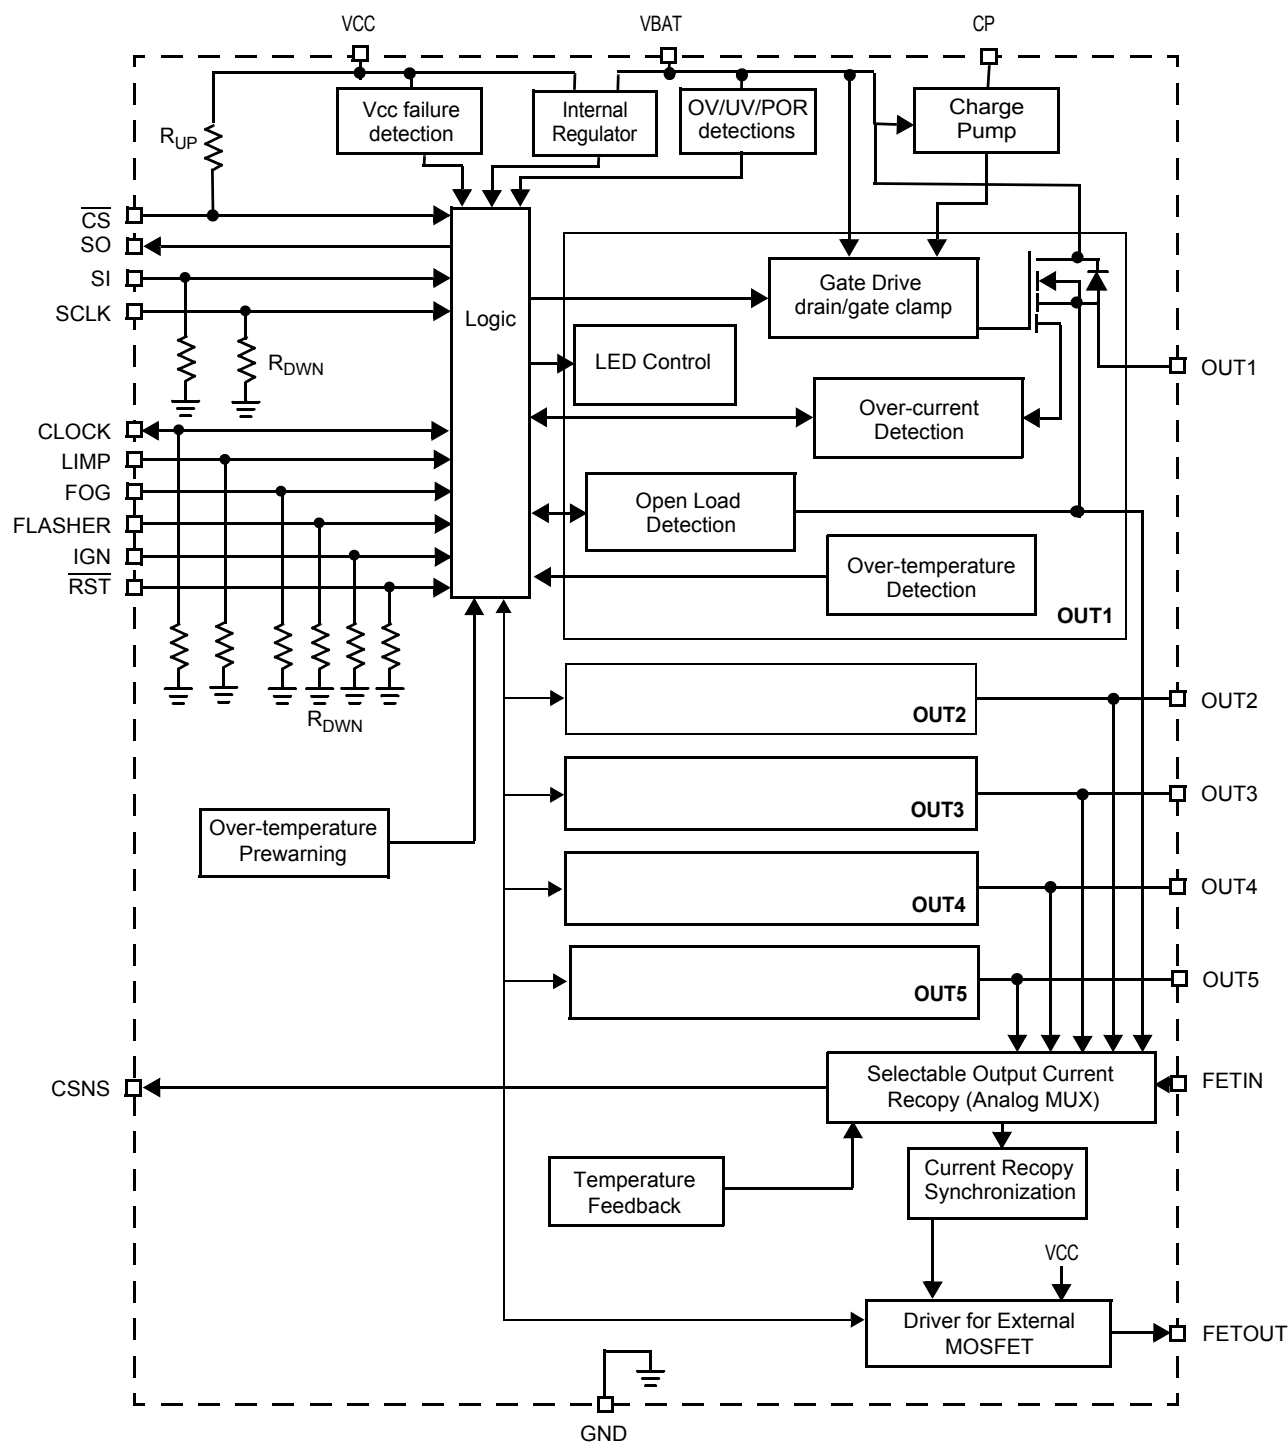 VCC
VBAT
CP
Vcc failure
detection
Internal
Regulator
OV/UV/POR
detections
Charge
Pump
RUP
CS
SO
SI
SCLK
RDWN
Logic
Gate Drive
drain/gate clamp
LED Control
OUT1
Over-current
Detection
CLOCK
LIMP
FOG
FLASHER
IGN
RST
Open Load
Detection
Over-temperature
Detection
OUT1
RDWN
OUT2
OUT2
OUT3
OUT3
Over-temperature
Prewarning
OUT4
OUT4
OUT5
OUT5
CSNS
Selectable Output Current
Recopy (Analog MUX)
FETIN
Temperature
Feedback
Current Recopy
Synchronization
VCC
Driver for External
MOSFET
FETOUT
GND